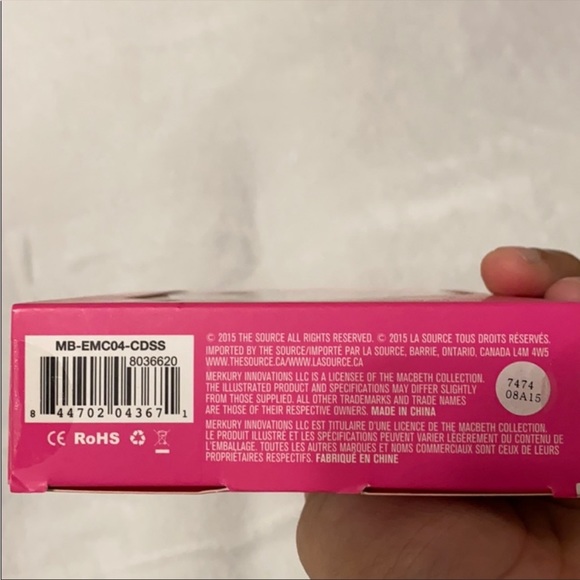 MB-EMC04-CDSS
8036620
8 44702 04367 1
CE RoHS
© 2015 THE SOURCE ALL RIGHTS RESERVED. © 2015 LA SOURCE TOUS DROITS RÉSERVÉS.
IMPORTED BY THE SOURCE/IMPORTÉ PAR LA SOURCE, BARRIE, ONTARIO, CANADA L4M 4W5
WWW.THESOURCE.CA/WWW.LASOURCE.CA
MERKURY INNOVATIONS LLC IS A LICENSEE OF THE MACBETH COLLECTION.
THE ILLUSTRATED PRODUCT AND SPECIFICATIONS MAY DIFFER SLIGHTLY
FROM THOSE SUPPLIED. ALL OTHER TRADEMARKS AND TRADE NAMES
ARE THOSE OF THEIR RESPECTIVE OWNERS. MADE IN CHINA
MERKURY INNOVATIONS LLC EST TITULAIRE D'UNE LICENCE DE THE MACBETH COLLECTION.
LE PRODUIT ILLUSTRÉ ET LES SPÉCIFICATIONS PEUVENT VARIER LÉGÈREMENT DU CONTENU DE
L'EMBALLAGE. TOUTES LES AUTRES MARQUES ET NOMS COMMERCIAUX SONT CEUX DE LEURS
PROPRIÉTAIRES RESPECTIFS. FABRIQUÉ EN CHINE
7474
08A15